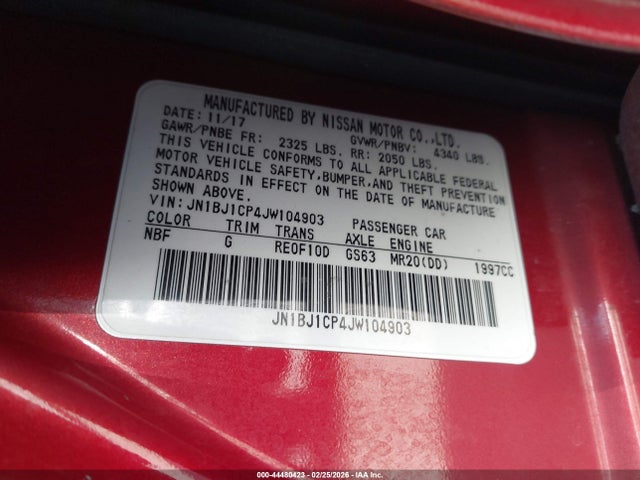 MANUFACTURED BY NISSAN MOTOR CO.,LTD.
DATE: 11/17 GVWR/PNBV: 4340 LBS.
GAWR/PNBE FR: 2325 LBS. RR: 2050 LBS.
THIS VEHICLE CONFORMS TO ALL APPLICABLE FEDERAL
MOTOR VEHICLE SAFETY,BUMPER,AND THEFT PREVENTION
STANDARDS IN EFFECT ON THE DATE OF MANUFACTURE
SHOWN ABOVE.
VIN: JN1BJ1CP4JW104903 PASSENGER CAR
COLOR TRIM TRANS AXLE ENGINE
NBF G RE0F10D GS63 MR20(DD) 1997CC
JN1BJ1CP4JW104903
000-44480423 - 02/25/2026 - IAA Inc.